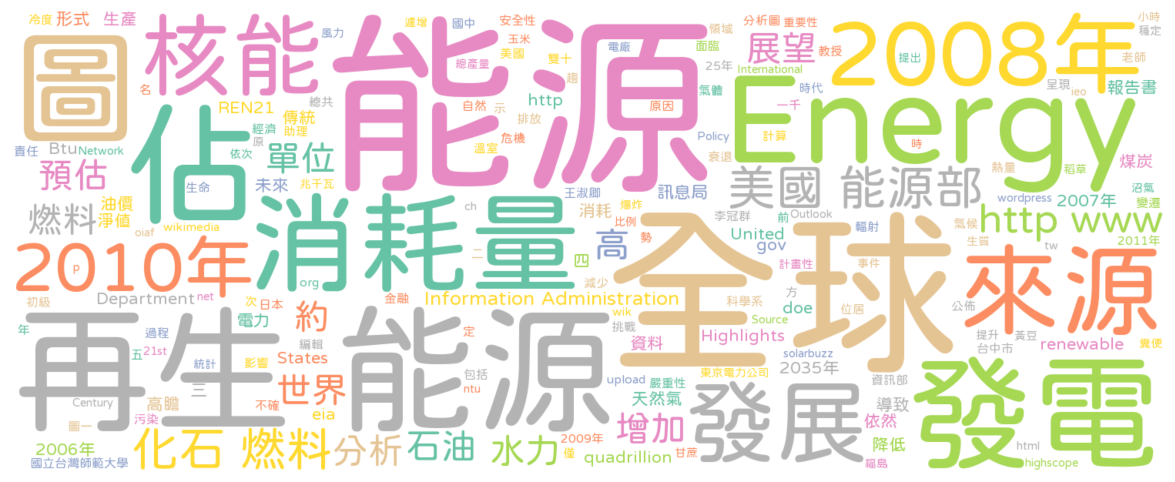 冷度 形式 生產
圖 核能 能源 2008年
運增 國中 安全性 領域 分析圖 重要性 小時
風力 玉米 美國 電廠 面臨 展望 教授 提出 穩定 老師
名 總產量 雙十 趨 25年 International
REN21 總共 http 自然 示 氣體 時代 呈現 ieo 報告書
佔 傳統 排放 原因 一千 Energy
Btu Network 經濟 助理 危機 Policy 計算
責任 依次 原 單位 溫室 衰退 時 熱量 稻草 煤炭
預估 兆千瓦 美國 能源部 沼氣
生命 未來 王淑卿 訊息局 wordpress 2007年 變遷
燃料 油價 淨值 消耗量 消耗 爆炸 李冠群 前 Outlook http www
wikimedia ch 比例 United 輻射 氣候 生質
oiaf 高 勢 gov tw 2011年
2010年 p 二 四 全球 計畫性 事件 來源
org 減少 方
初級 Department net 次 日本 金融 Information Administration 科學系 doe 位居 公佈
再生 能源 電力 約 定 wik 挑戰 Source 提升 黃豆
年 過程 編輯 資料 Highlights 台中市 renewable
五 21st 統計 影響 States 包括 solarbuzz 糞便
三 世界 ntu upload 嚴重性 東京電力公司 2035年 資訊部
Century 高瞻 不確 eia 天然氣 發展 導致 發電
圖一 污染 增加 依然
2006年 化石 燃料 分析 石油 水力 2009年 僅 降低 html
國立台灣師範大學 quadrillion 甘蔗 福島 highscope